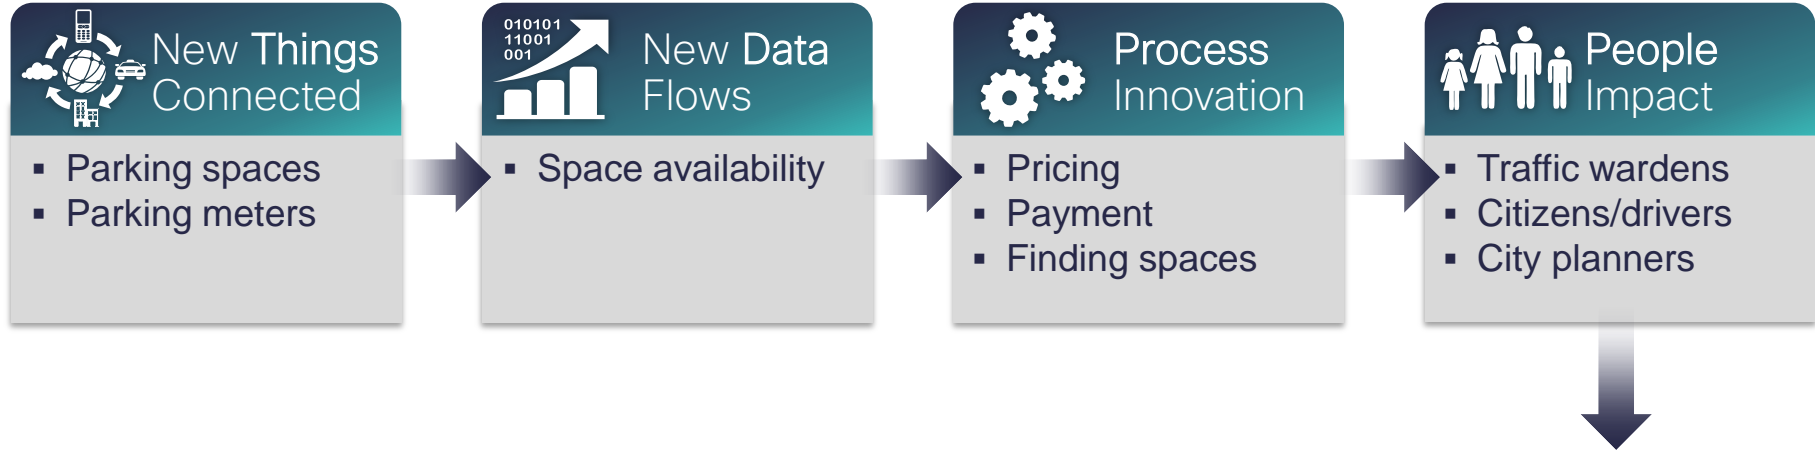 New Things
Connected
▪ Parking spaces
▪ Parking meters
010101
11001
001
New Data
Flows
▪ Space availability
Process
Innovation
▪ Pricing
▪ Payment
▪ Finding spaces
People
Impact
▪ Traffic wardens
▪ Citizens/drivers
▪ City planners